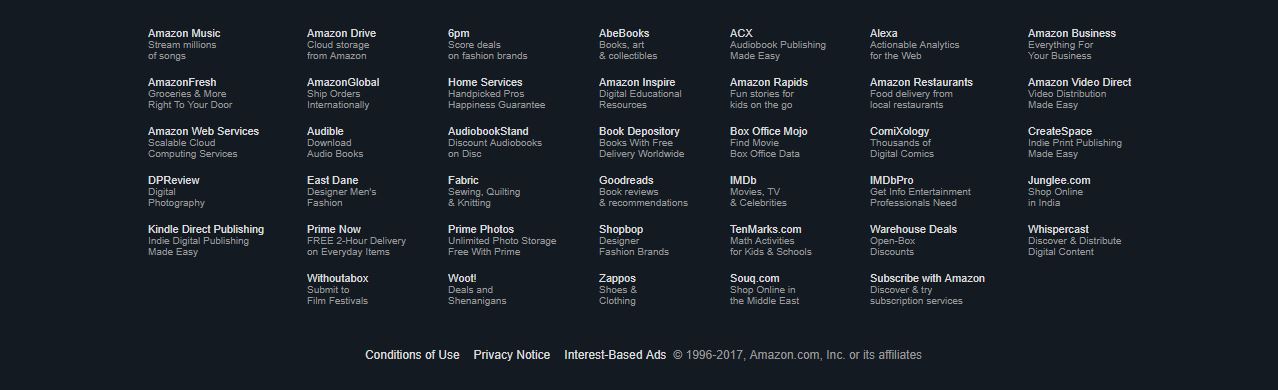 Amazon Music
Stream millions
of songs
Amazon Drive
Cloud storage
from Amazon
6pm
Score deals
on fashion brands
AbeBooks
Books, art
& collectibles
ACX
Audiobook Publishing
Made Easy
Alexa
Actionable Analytics
for the Web
Amazon Business
Everything For
Your Business
AmazonFresh
Groceries & More
Right To Your Door
AmazonGlobal
Ship Orders
Internationally
Home Services
Handpicked Pros
Happiness Guarantee
Amazon Inspire
Digital Educational
Resources
Amazon Rapids
Fun stories for
kids on the go
Amazon Restaurants
Food delivery from
local restaurants
Amazon Video Direct
Video Distribution
Made Easy
Amazon Web Services
Scalable Cloud
Computing Services
Audible
Download
Audio Books
AudiobookStand
Discount Audiobooks
on Disc
Book Depository
Books With Free
Delivery Worldwide
Box Office Mojo
Find Movie
Box Office Data
ComiXology
Thousands of
Digital Comics
CreateSpace
Indie Print Publishing
Made Easy
DPReview
Digital
Photography
East Dane
Designer Men's
Fashion
Fabric
Sewing, Quilting
& Knitting
Goodreads
Book reviews
& recommendations
IMDb
Movies, TV
& Celebrities
IMDbPro
Get Info Entertainment
Professionals Need
Junglee.com
Shop Online
in India
Kindle Direct Publishing
Indie Digital Publishing
Made Easy
Prime Now
FREE 2-Hour Delivery
on Everyday Items
Prime Photos
Unlimited Photo Storage
Free With Prime
Shopbop
Designer
Fashion Brands
TenMarks.com
Math Activities
for Kids & Schools
Warehouse Deals
Open-Box
Discounts
Whispercast
Discover & Distribute
Digital Content
Withoutabox
Submit to
Film Festivals
Woot!
Deals and
Shenanigans
Zappos
Shoes &
Clothing
Souq.com
Shop Online in
the Middle East
Subscribe with Amazon
Discover & try
subscription services
Conditions of Use Privacy Notice Interest-Based Ads © 1996-2017, Amazon.com, Inc. or its affiliates